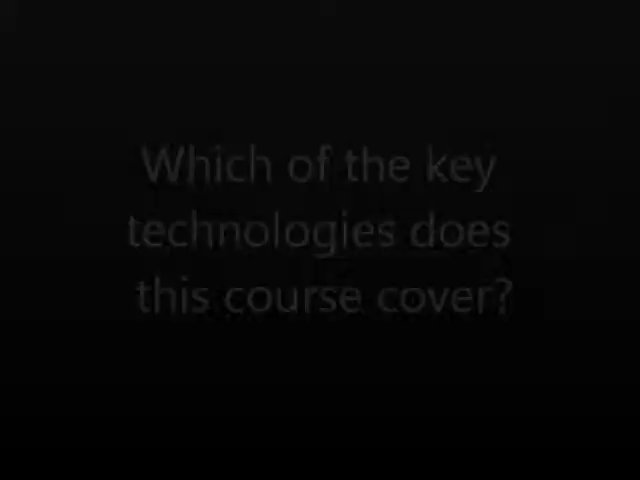 Which of the key
technologies does
this course cover?